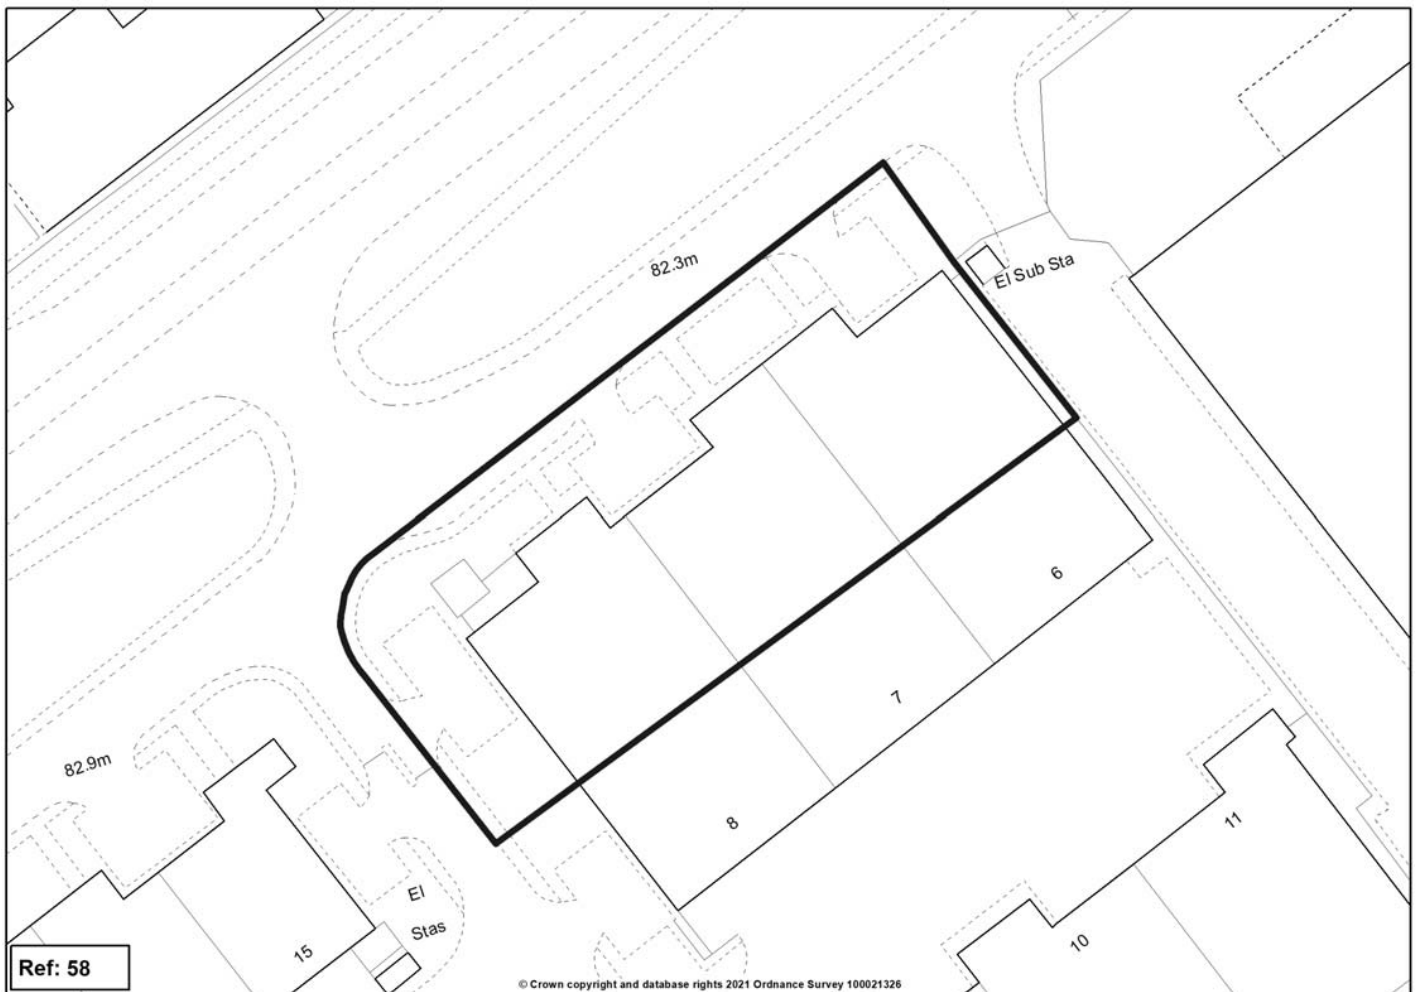 82.3m
El Sub Sta
6
7
8
82.9m
11
El
Stas
10
15
Ref: 58
© Crown copyright and database rights 2021 Ordnance Survey 100021326